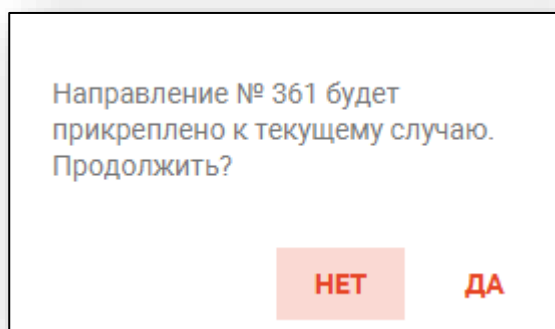 Направление № 361 будет
прикреплено к текущему случаю.
Продолжить?
НЕТ ДА